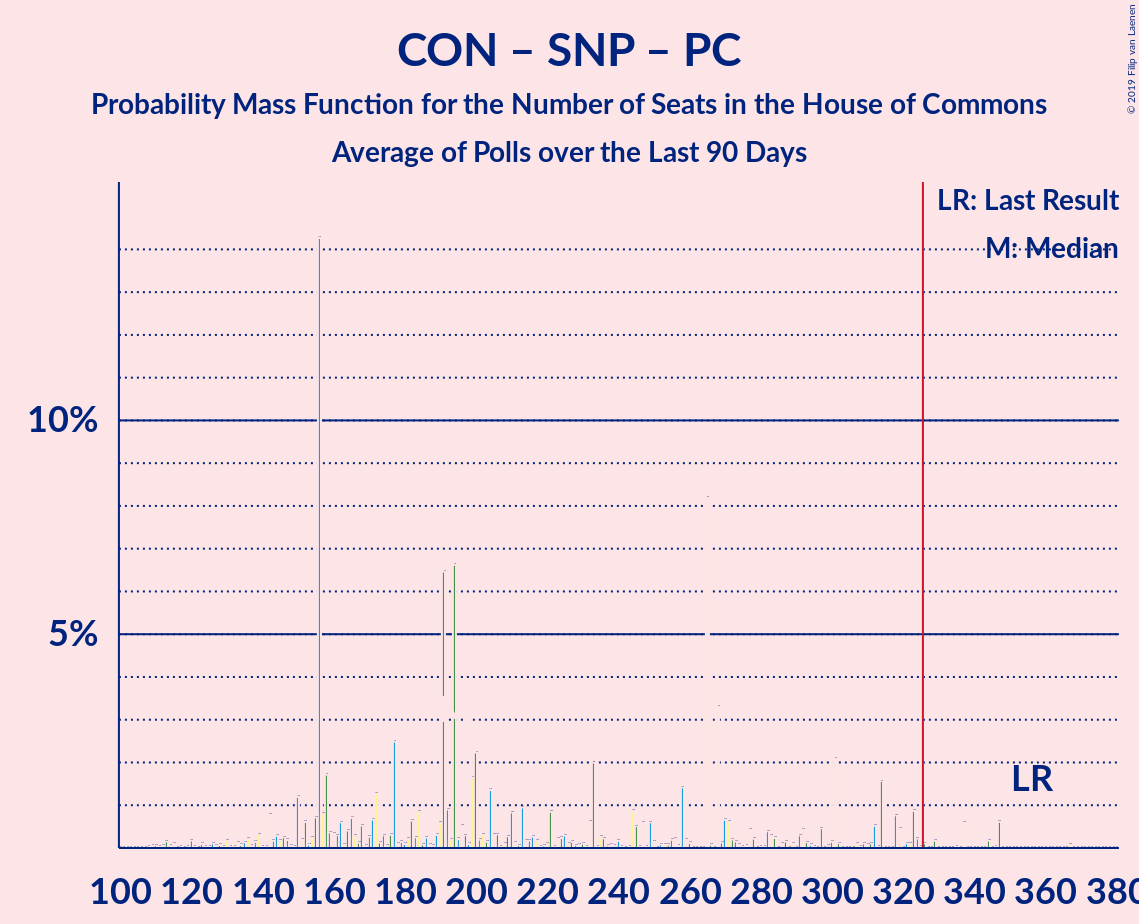 CON – SNP – PC
Probability Mass Function for the Number of Seats in the House of Commons
Average of Polls over the Last 90 Days
© 2019 Filip van Laenen
LR: Last Result
M: Median
10%
5%
LR
100 120 140 160 180 200 220 240 260 280 300 320 340 360 380